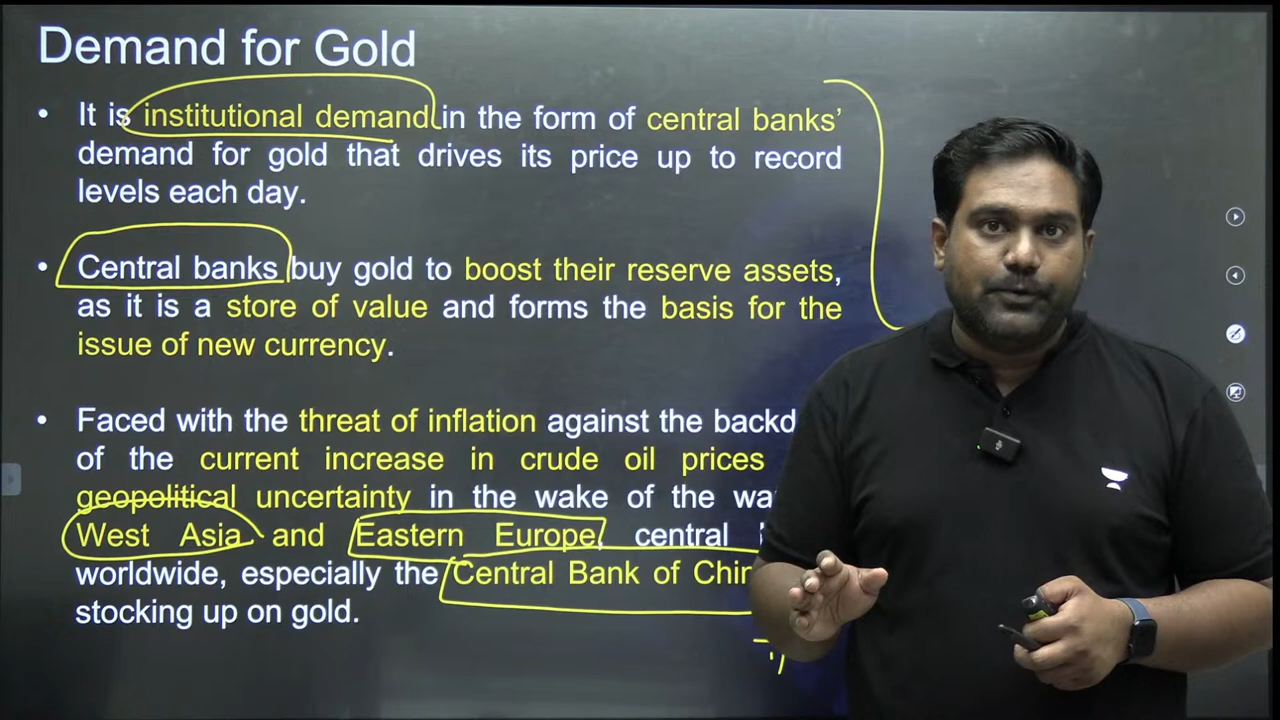 Demand for Gold
• It is institutional demand in the form of central banks’
demand for gold that drives its price up to record
levels each day.
• Central banks buy gold to boost their reserve assets,
as it is a store of value and forms the basis for the
issue of new currency.
• Faced with the threat of inflation against the
of the current increase in crude oil prices
geopolitical uncertainty in the wake of the
West Asia and Eastern Europe, central
worldwide, especially the Central Bank of
stocking up on gold.